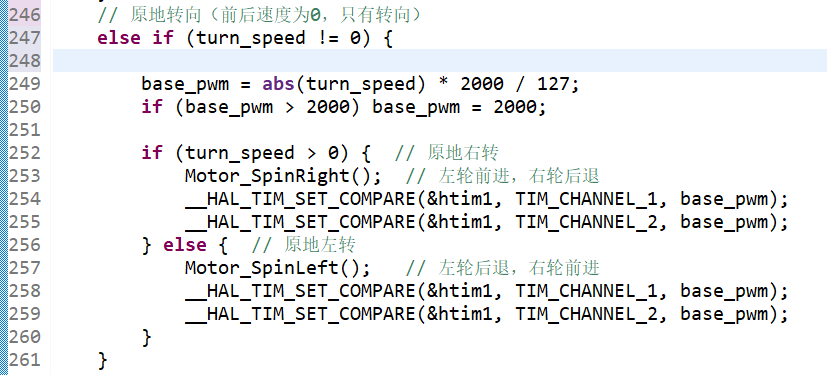 246 // 原地转向（前后速度为0，只有转向）
247 else if (turn_speed != 0) {
248
249 base_pwm = abs(turn_speed) * 2000 / 127;
250 if (base_pwm > 2000) base_pwm = 2000;
251
252 if (turn_speed > 0) { // 原地右转
253 Motor_SpinRight(); // 左轮前进，右轮后退
254 __HAL_TIM_SET_COMPARE(&htim1, TIM_CHANNEL_1, base_pwm);
255 __HAL_TIM_SET_COMPARE(&htim1, TIM_CHANNEL_2, base_pwm);
256 } else { // 原地左转
257 Motor_SpinLeft(); // 左轮后退，右轮前进
258 __HAL_TIM_SET_COMPARE(&htim1, TIM_CHANNEL_1, base_pwm);
259 __HAL_TIM_SET_COMPARE(&htim1, TIM_CHANNEL_2, base_pwm);
260 }
261 }